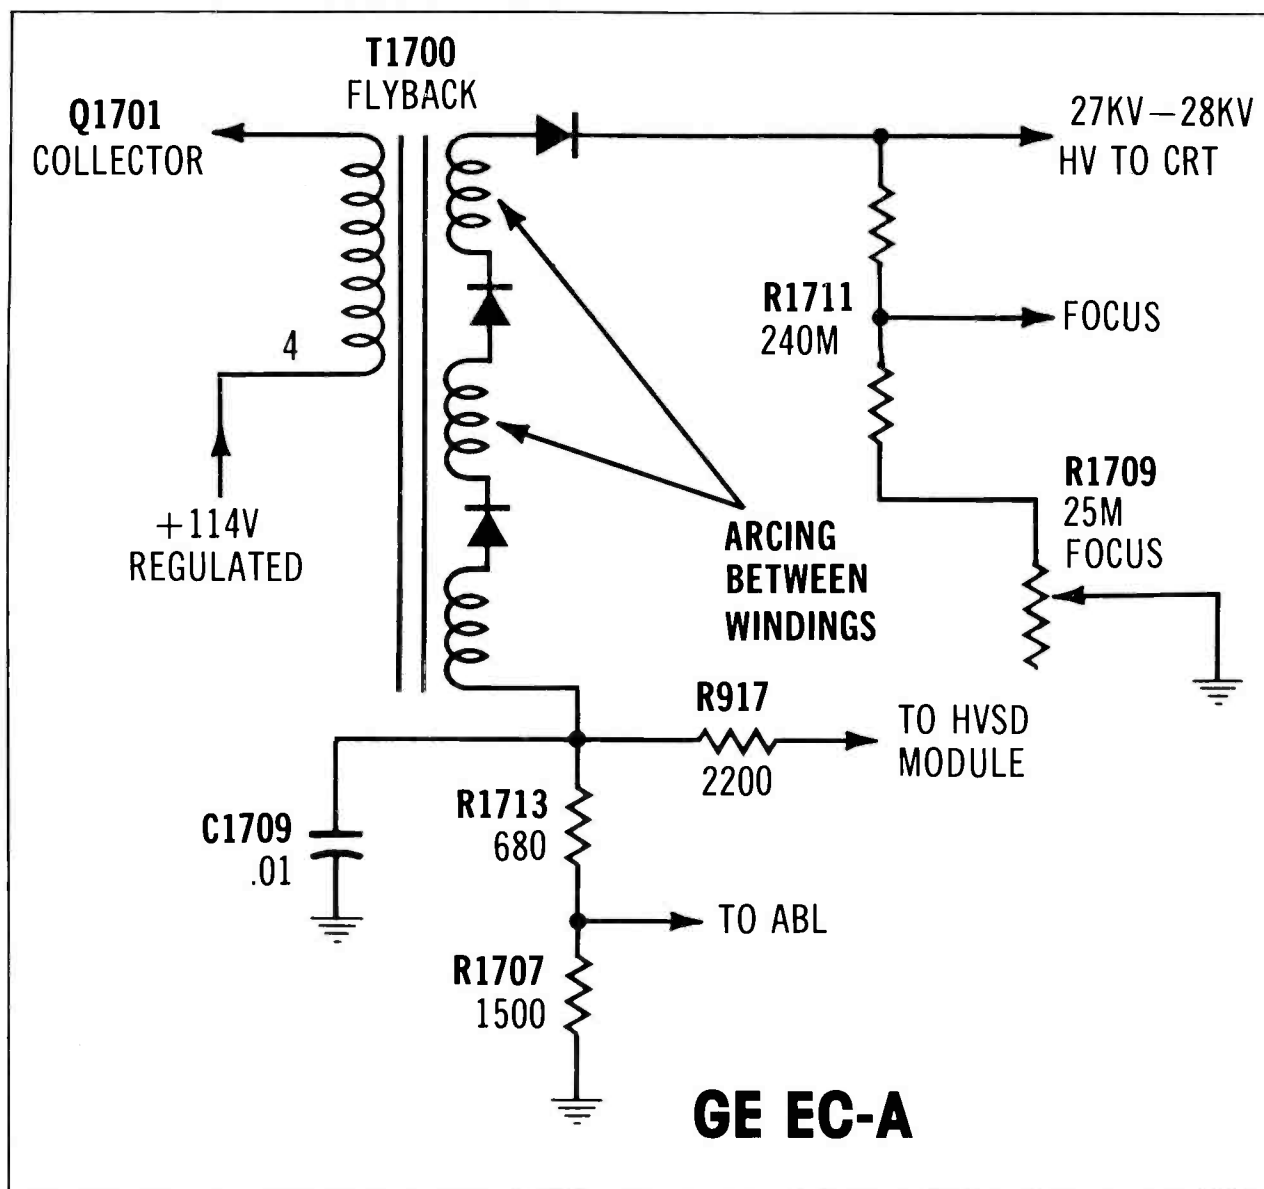 T1700
FLYBACK
Q1701
COLLECTOR
27KV–28KV
HV TO CRT
R1711
240M
FOCUS
4
+114V
REGULATED
R1709
25M
FOCUS
ARCING
BETWEEN
WINDINGS
R917
2200
TO HVSD
MODULE
C1709
.01
R1713
680
TO ABL
R1707
1500
GE EC-A